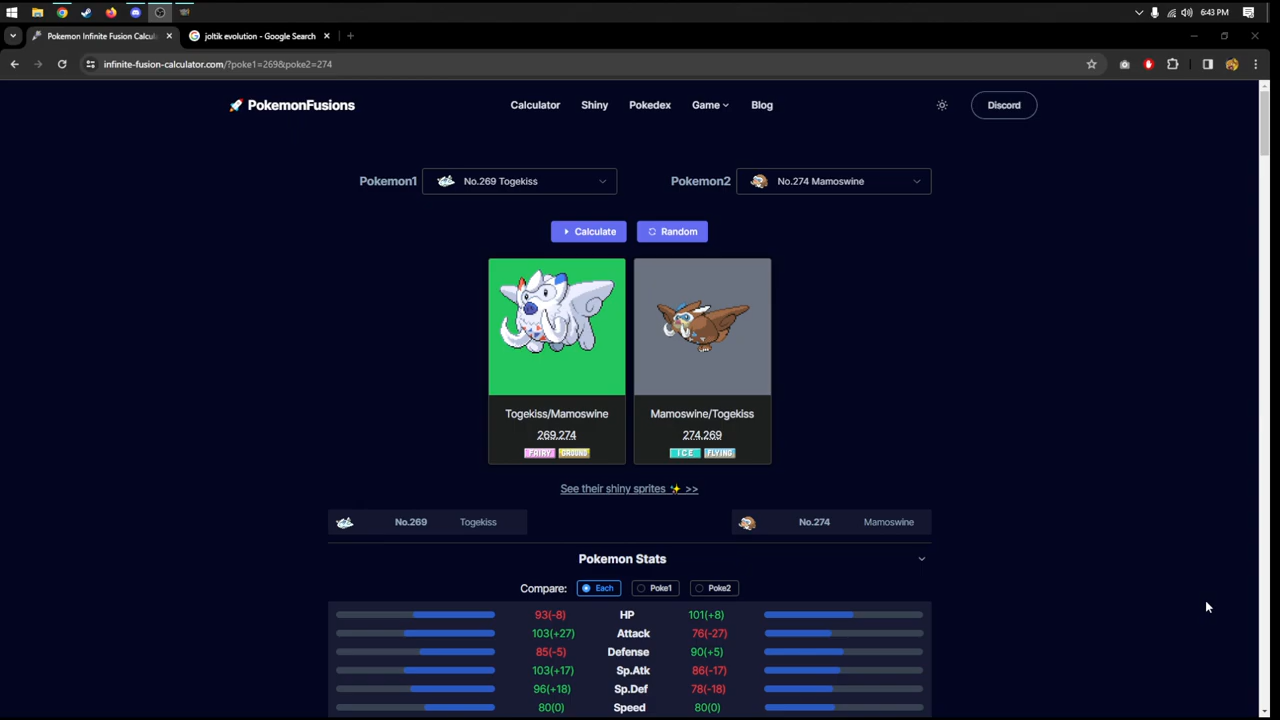 6:43 PM
Pokemon Infinite Fusion Calcula
joltik evolution - Google Search
infinite-fusion-calculator.com/?poke1=269&poke2=274
PokemonFusions
Calculator
Shiny
Pokedex
Game
Blog
Discord
Pokemon1
No.269 Togekiss
Pokemon2
No.274 Mamoswine
Calculate
Random
Togekiss/Mamoswine
269.274
FAIRY GROUND
Mamoswine/Togekiss
274.269
ICE FLYING
See their shiny sprites ✨ >>
No.269 Togekiss
No.274 Mamoswine
Pokemon Stats
Compare: Each Poke1 Poke2
93(-8) HP 101(+8)
103(+27) Attack 76(-27)
85(-5) Defense 90(+5)
103(+17) Sp.Atk 86(-17)
96(+18) Sp.Def 78(-18)
80(0) Speed 80(0)